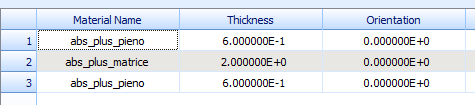 Material Name Thickness Orientation
1 abs_plus_pieno 6.000000E-1 0.000000E+0
2 abs_plus_matrice 2.000000E+0 0.000000E+0
3 abs_plus_pieno 6.000000E-1 0.000000E+0